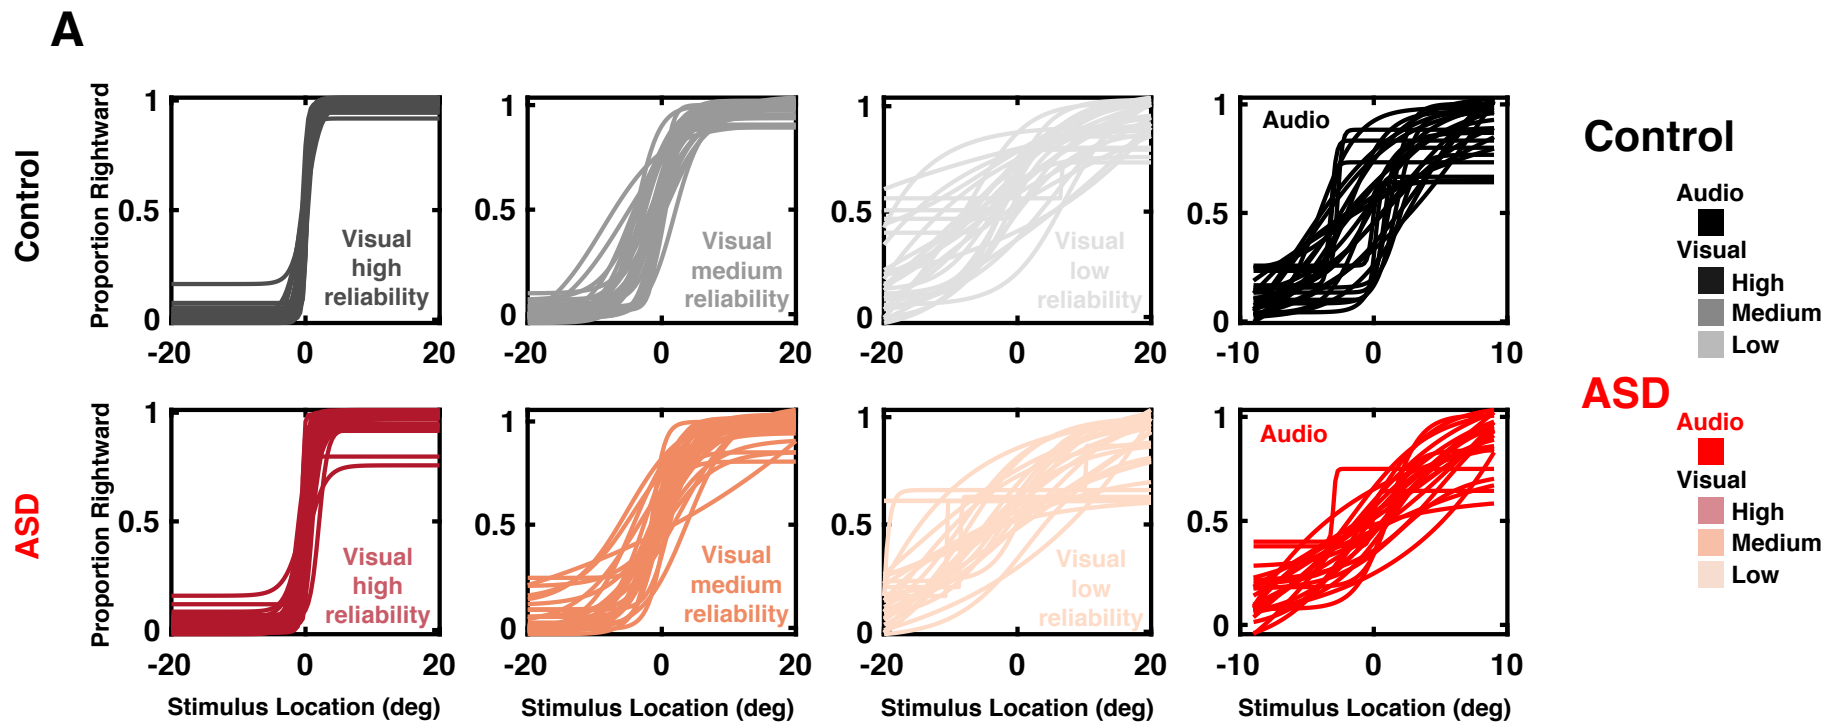 A
Control
Proportion Rightward
1
0.5
0
-20
0
20
Visual
high
reliability
1
0.5
0
-20
0
20
Visual
medium
reliability
1
0.5
0
-20
0
20
Visual
low
reliability
1
0.5
0
-10
0
10
Audio
ASD
Proportion Rightward
1
0.5
0
-20
0
20
Stimulus Location (deg)
Visual
high
reliability
1
0.5
0
-20
0
20
Stimulus Location (deg)
Visual
medium
reliability
1
0.5
0
-20
0
20
Stimulus Location (deg)
Visual
low
reliability
1
0.5
0
-10
0
10
Stimulus Location (deg)
Audio
Control
Audio
Visual
High
Medium
Low
ASD
Audio
Visual
High
Medium
Low